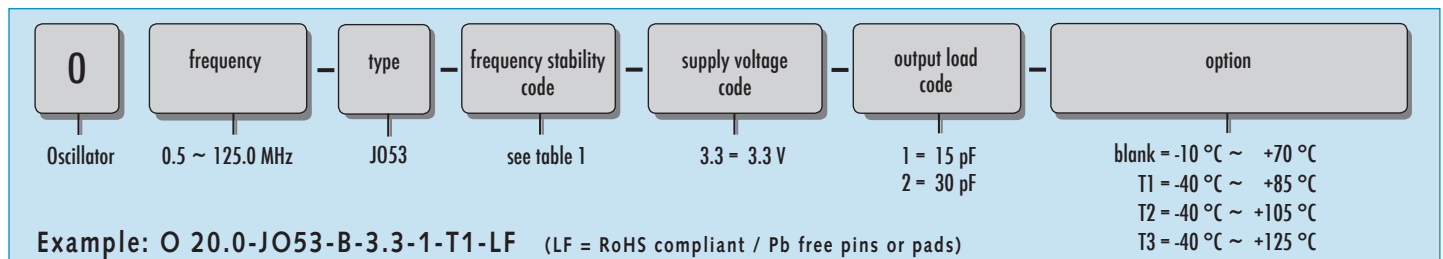 O
frequency
–
type
–
frequency stability
code
–
supply voltage
code
–
output load
code
–
option
Oscillator
0.5 ~ 125.0 MHz
JO53
see table 1
3.3 = 3.3 V
1 = 15 pF
2 = 30 pF
blank = -10 °C ~ +70 °C
T1 = -40 °C ~ +85 °C
T2 = -40 °C ~ +105 °C
T3 = -40 °C ~ +125 °C
Example: O 20.0-JO53-B-3.3-1-T1-LF (LF = RoHS compliant / Pb free pins or pads)